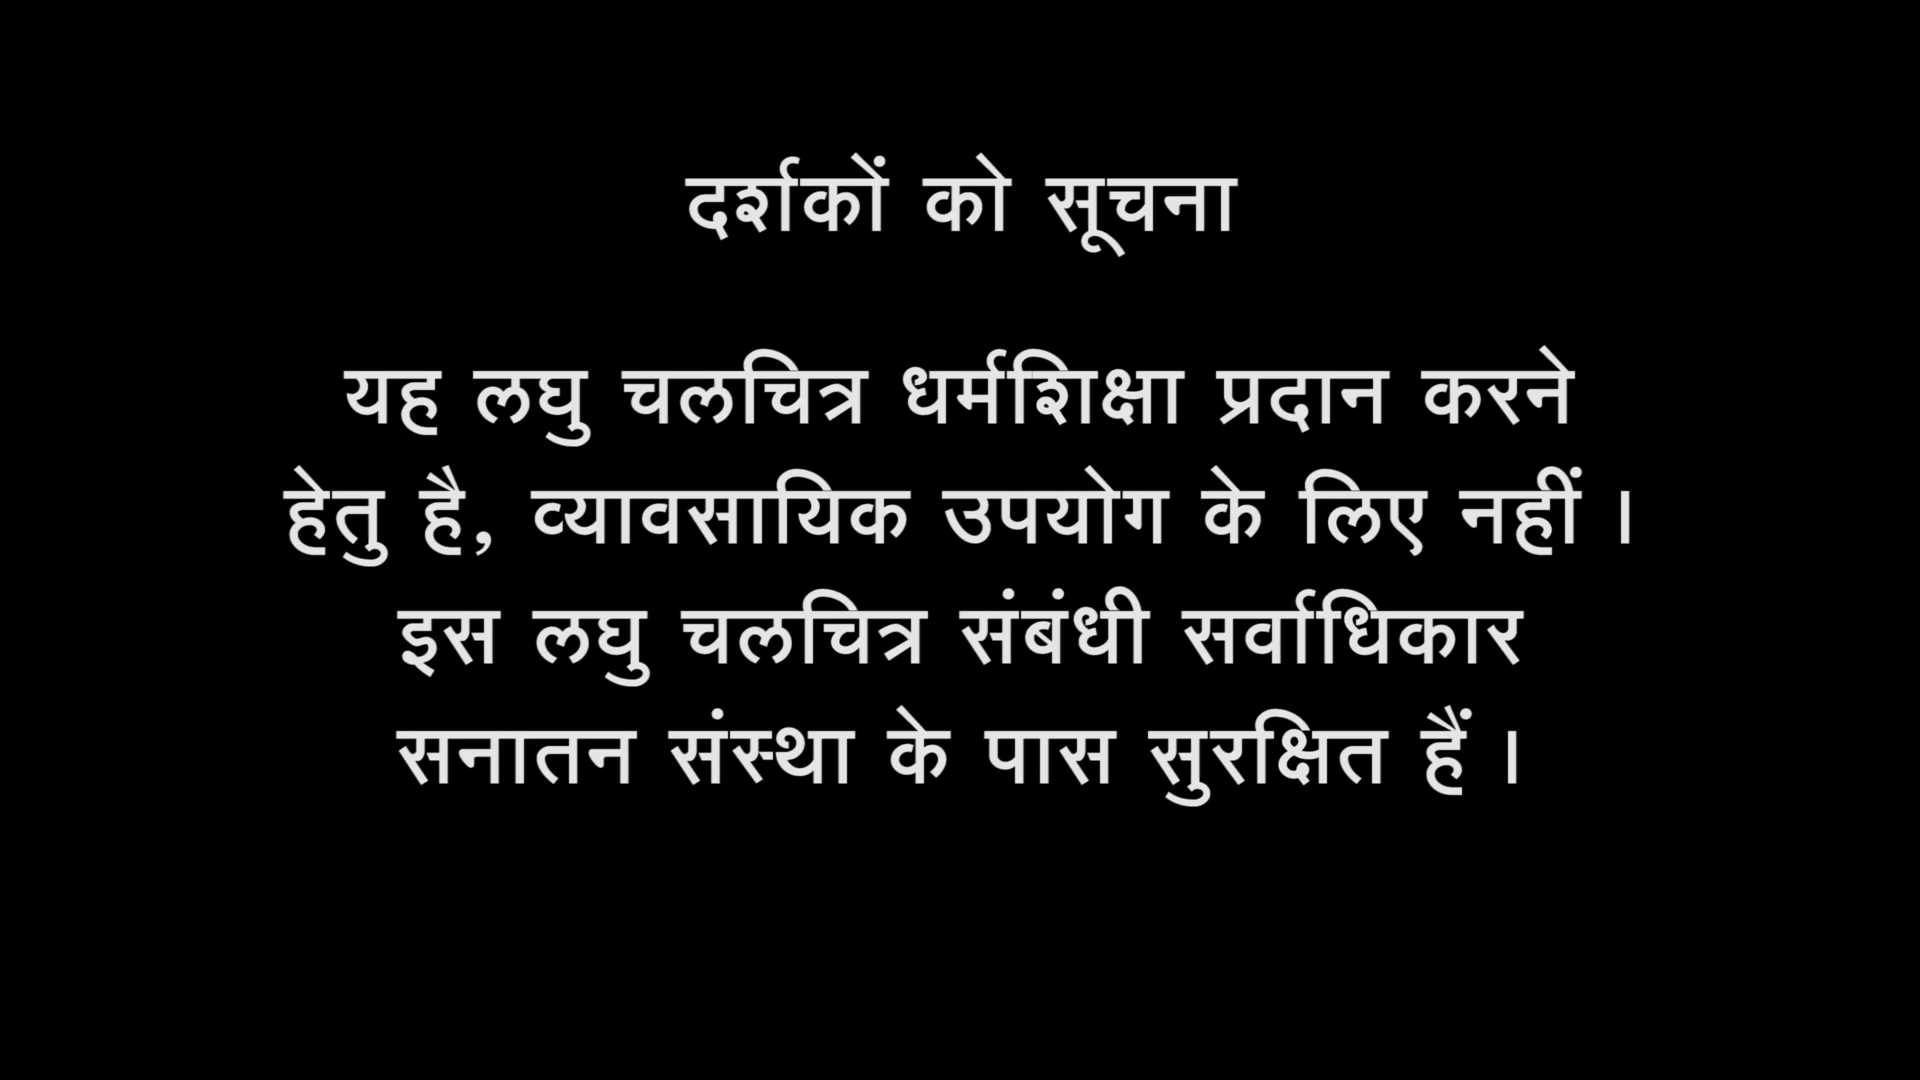 दर्शकों को सूचना
यह लघु चलचित्र धर्मशिक्षा प्रदान करने
हेतु है, व्यावसायिक उपयोग के लिए नहीं ।
इस लघु चलचित्र संबंधी सर्वाधिकार
सनातन संस्था के पास सुरक्षित हैं ।